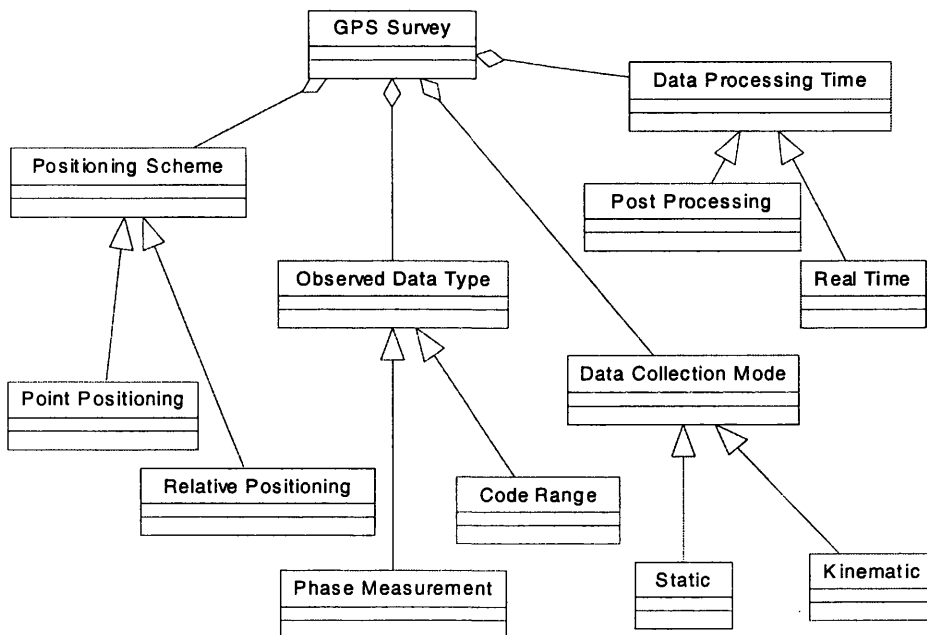 GPS Survey
Data Processing Time
Positioning Scheme
Post Processing
Observed Data Type
Real Time
Data Collection Mode
Point Positioning
Relative Positioning
Code Range
Phase Measurement
Static
Kinematic